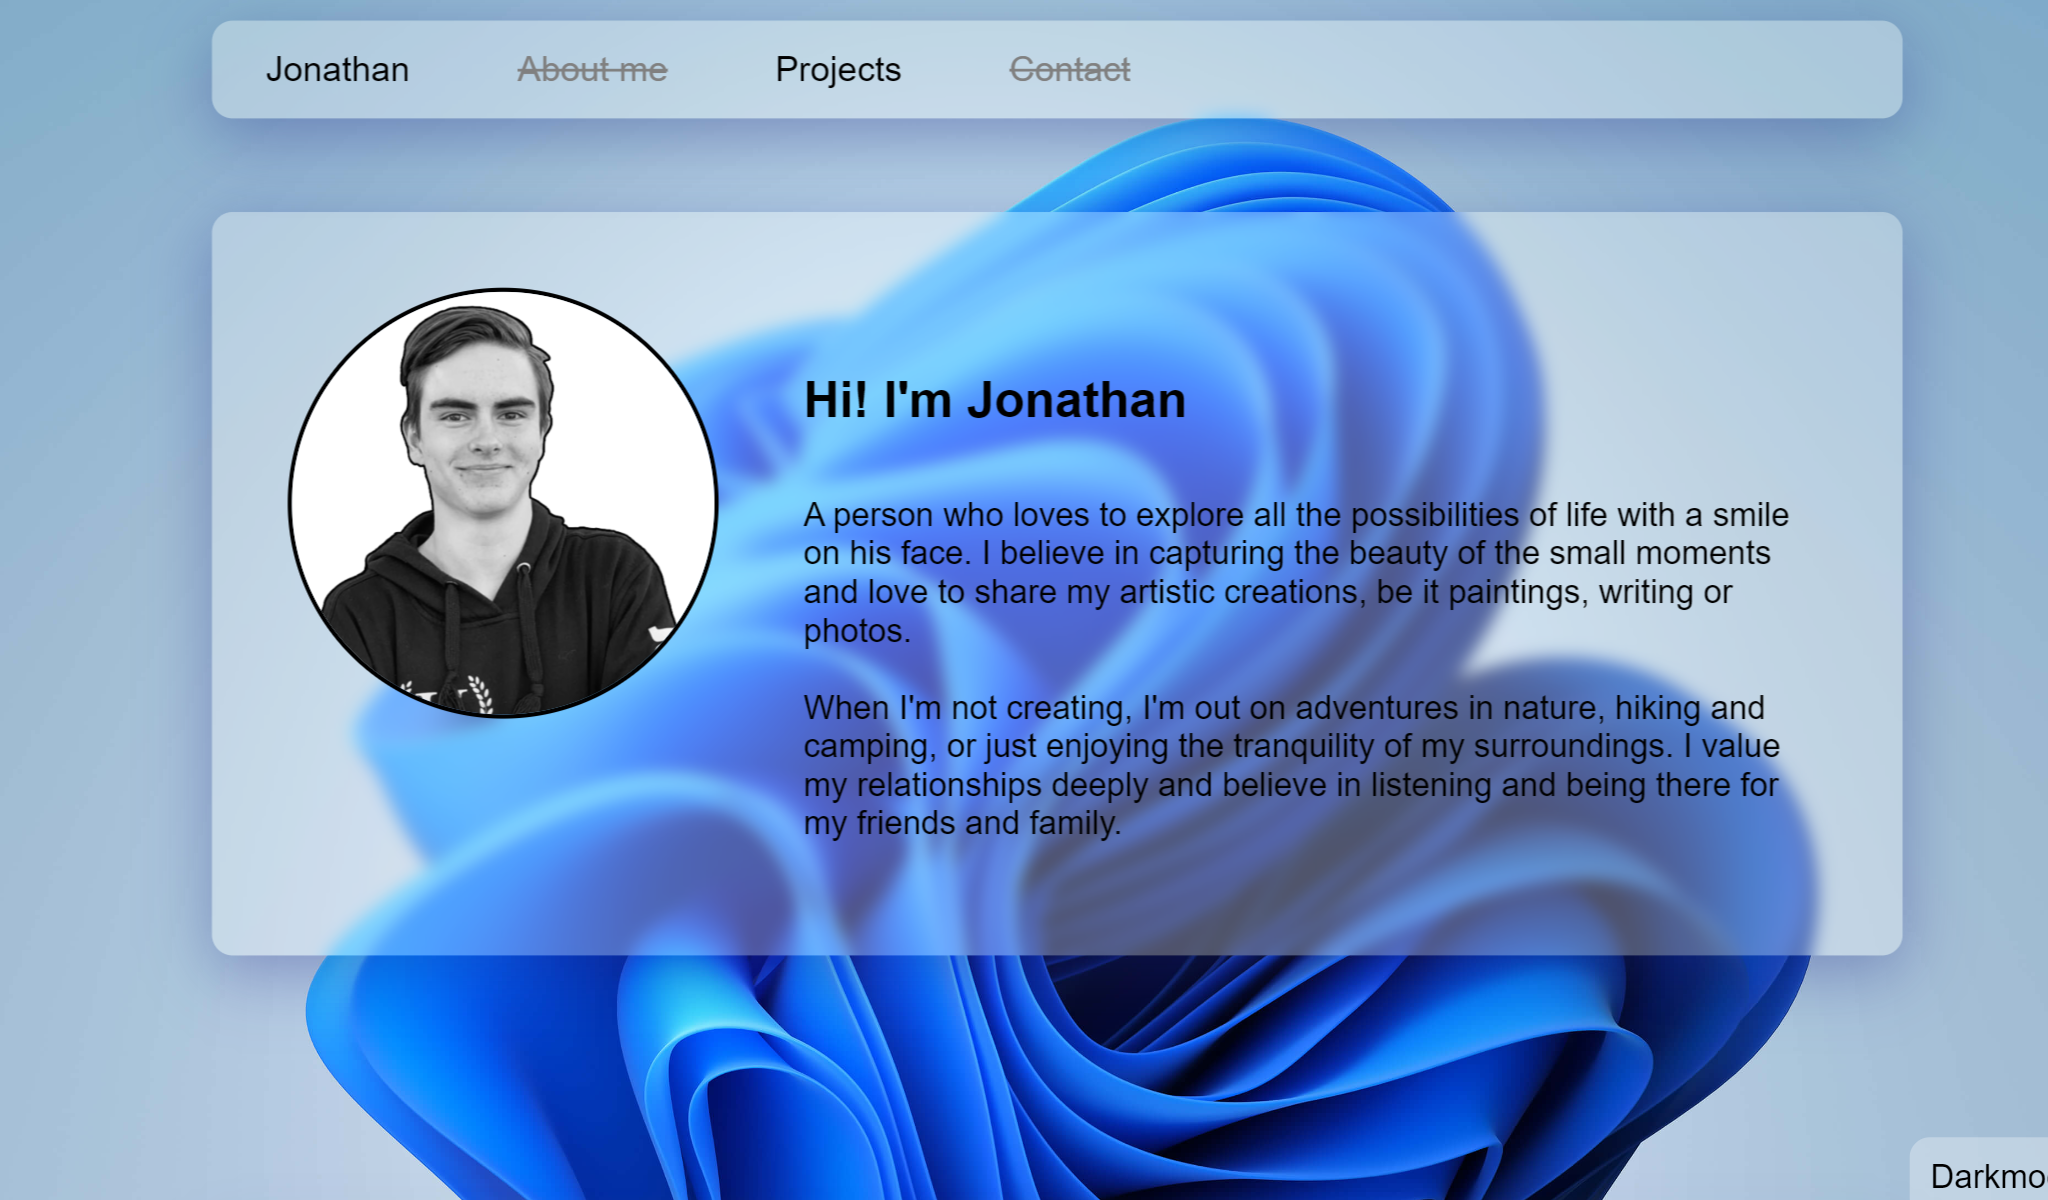 Jonathan About me Projects Contact
Hi! I'm Jonathan
A person who loves to explore all the possibilities of life with a smile
on his face. I believe in capturing the beauty of the small moments
and love to share my artistic creations, be it paintings, writing or
photos.
When I'm not creating, I'm out on adventures in nature, hiking and
camping, or just enjoying the tranquility of my surroundings. I value
my relationships deeply and believe in listening and being there for
my friends and family.
Darkmo